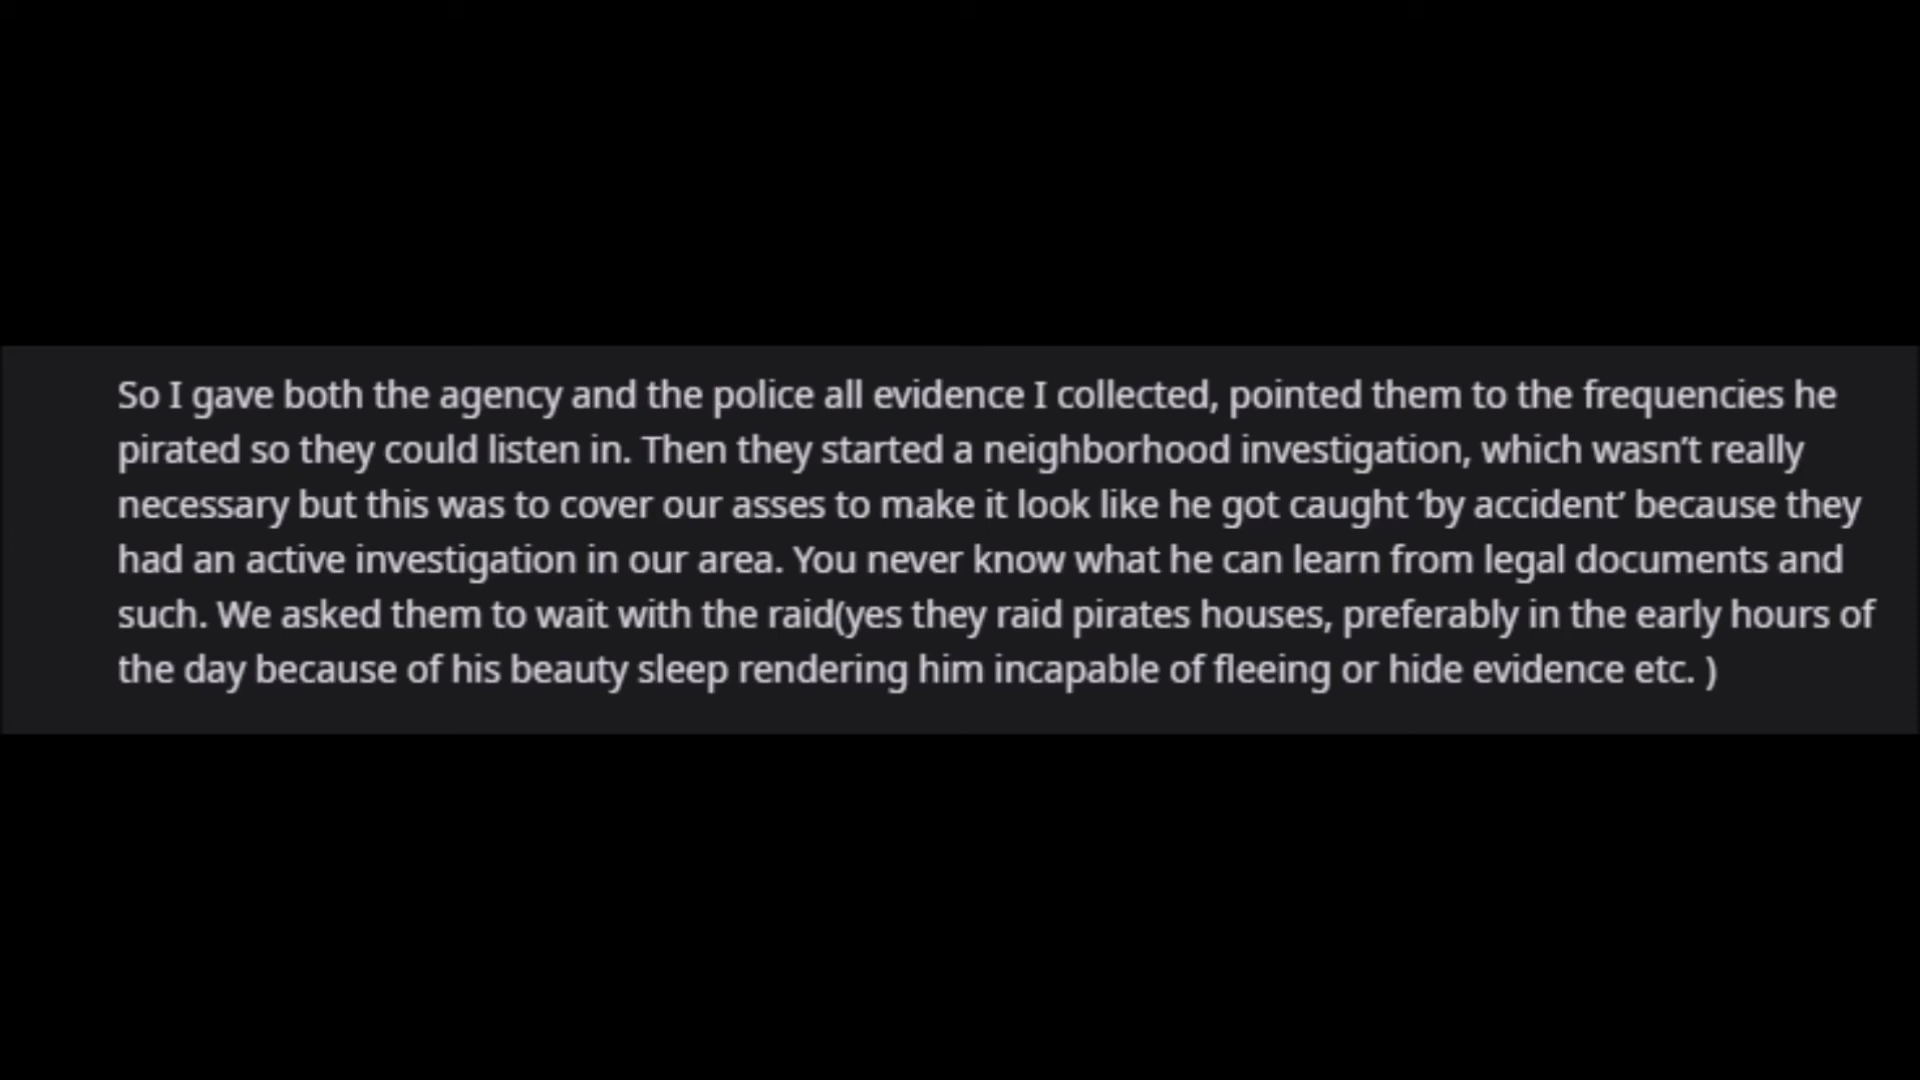 So I gave both the agency and the police all evidence I collected, pointed them to the frequencies he
pirated so they could listen in. Then they started a neighborhood investigation, which wasn’t really
necessary but this was to cover our asses to make it look like he got caught ‘by accident’ because they
had an active investigation in our area. You never know what he can learn from legal documents and
such. We asked them to wait with the raid(yes they raid pirates houses, preferably in the early hours of
the day because of his beauty sleep rendering him incapable of fleeing or hide evidence etc. )